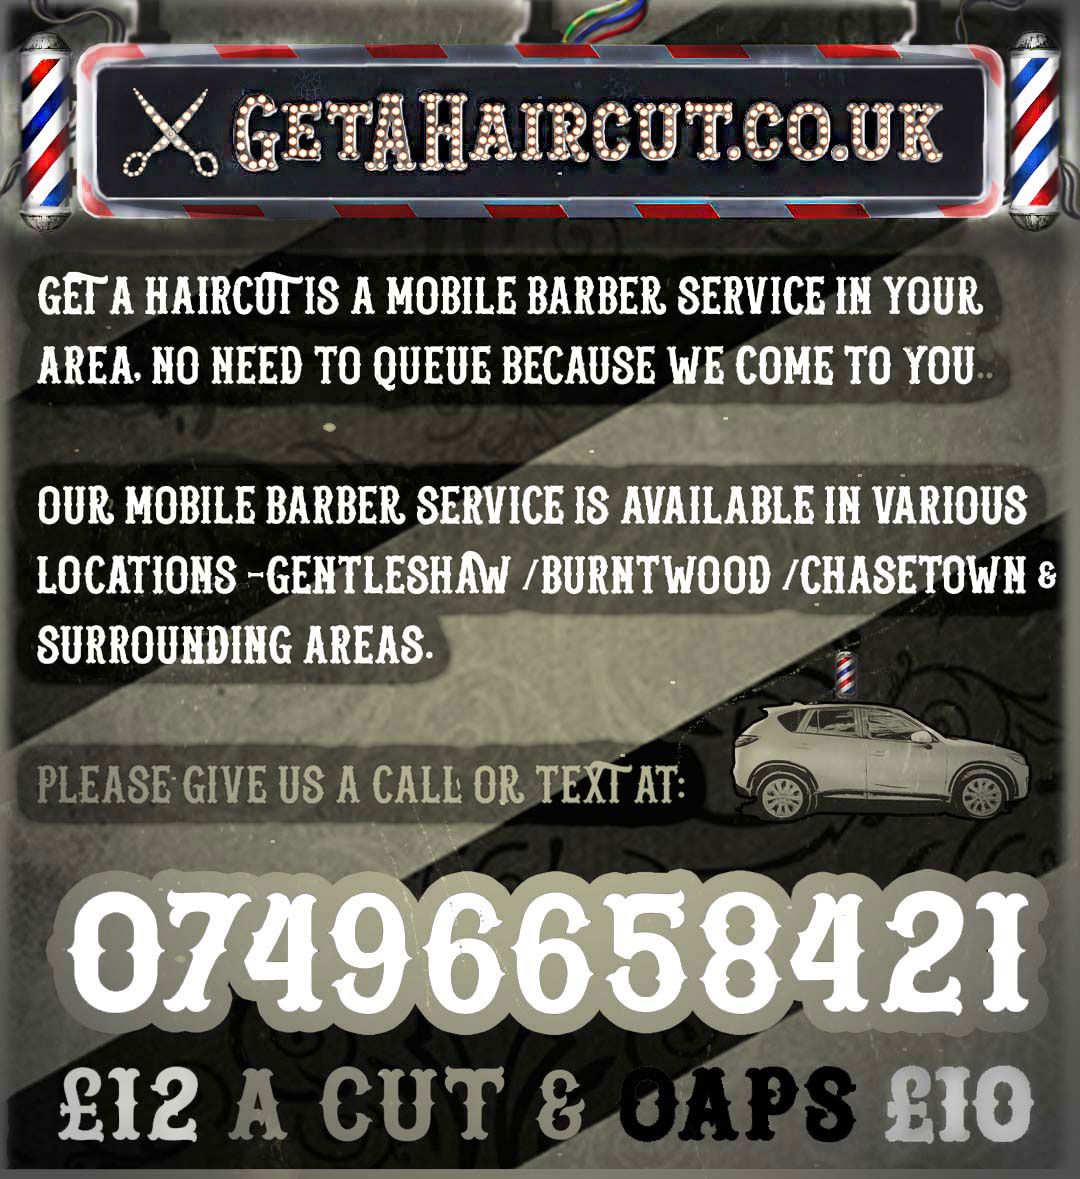 GetAHaircut.co.uk
GET A HAIRCUT IS A MOBILE BARBER SERVICE IN YOUR
AREA, NO NEED TO QUEUE BECAUSE WE COME TO YOU..
OUR MOBILE BARBER SERVICE IS AVAILABLE IN VARIOUS
LOCATIONS -GENTLESHAW /BURNTWOOD /CHASETOWN &
SURROUNDING AREAS.
PLEASE GIVE US A CALL OR TEXT AT:
07496658421
£12 A CUT & OAPS £10